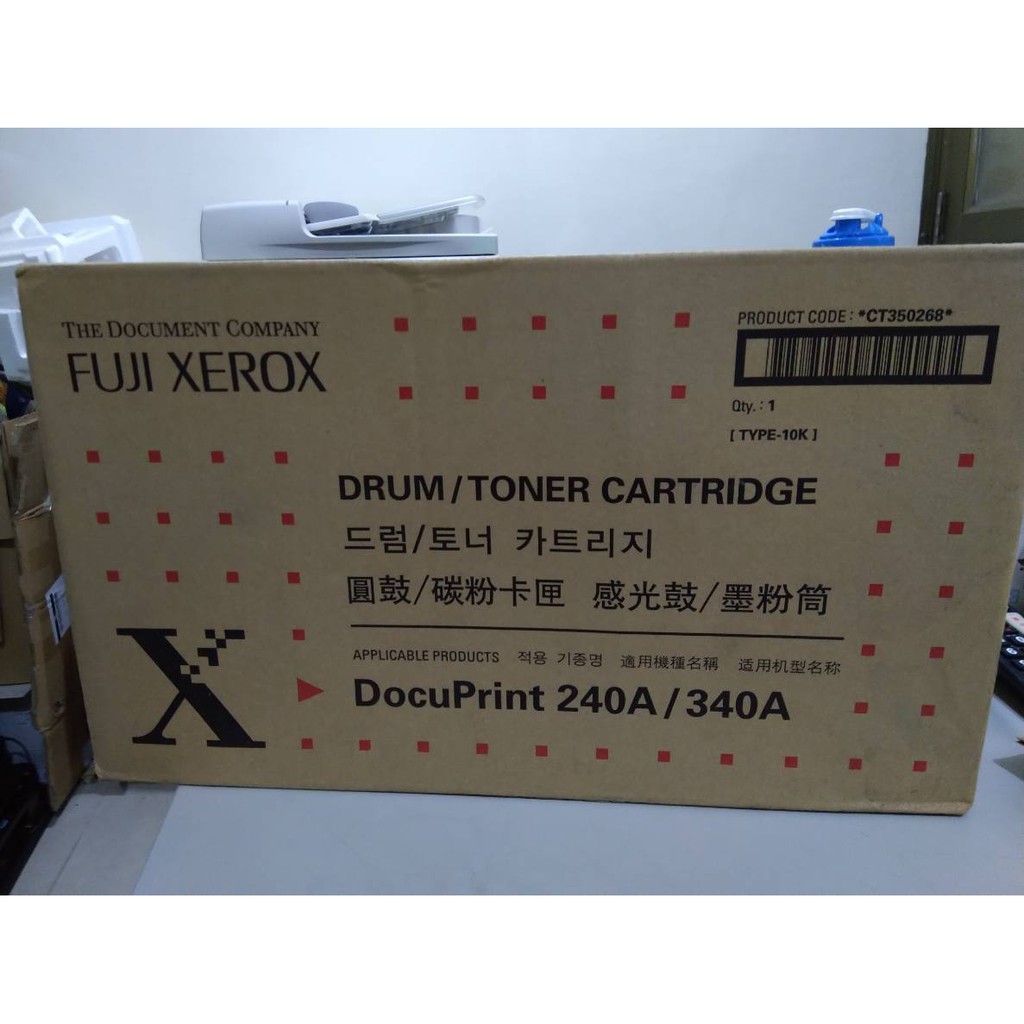 THE DOCUMENT COMPANY
FUJI XEROX
PRODUCT CODE: *CT350268*
Qty. : 1
[ TYPE-10K ]
DRUM/TONER CARTRIDGE
드럼/토너 카트리지
圓鼓/碳粉卡匣 感光鼓/墨粉筒
APPLICABLE PRODUCTS 적용 기종명 適用機種名稱 适用机型名称
DocuPrint 240A/340A
X